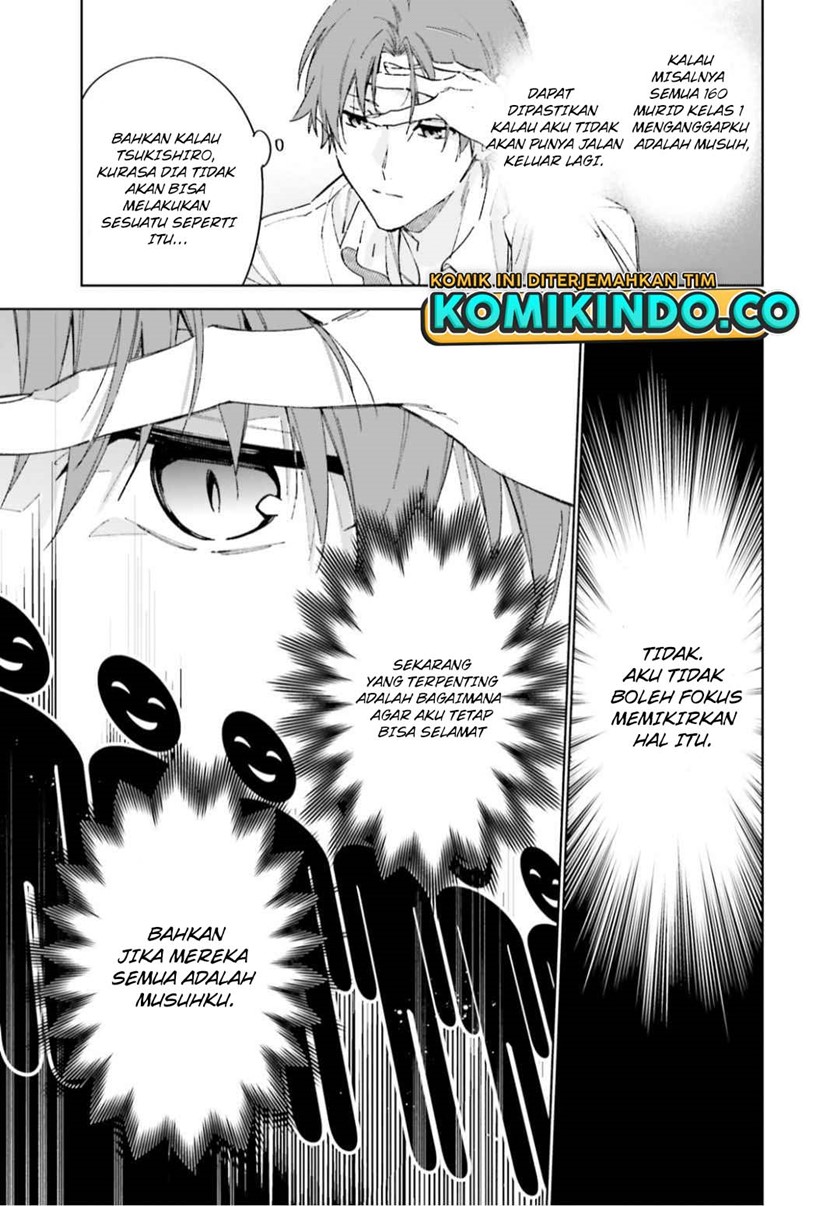 KALAU
MISALNYA
SEMUA 160
MURID KELAS 1
MENGANGGAPKU
ADALAH MUSUH,
DAPAT
DIPASTIKAN
KALAU AKU TIDAK
AKAN PUNYA JALAN
KELUAR LAGI.
BAHKAN KALAU
TSUKISHIRO,
KURASA DIA TIDAK
AKAN BISA
MELAKUKAN
SESUATU SEPERTI
ITU...
KOMIK INI DITERJEMAHKAN TIM
KOMIKINDO.CO
TIDAK.
AKU TIDAK
BOLEH FOKUS
MEMIKIRKAN
HAL ITU.
SEKARANG
YANG TERPENTING
ADALAH BAGAIMANA
AGAR AKU TETAP
BISA SELAMAT
BAHKAN
JIKA MEREKA
SEMUA ADALAH
MUSUHKU.